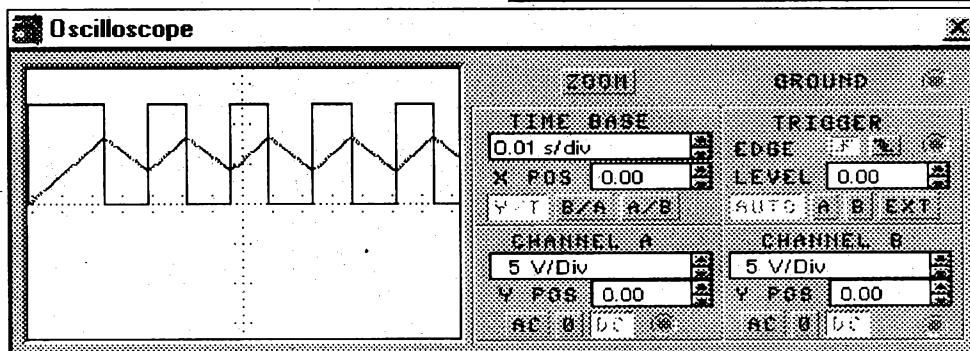 Oscilloscope
ZOOM GROUND
TIME BASE TRIGGER
0.01 s/div EDGE
X POS 0.00 LEVEL 0.00
Y/T B/A A/B AUTO A B EXT
CHANNEL A CHANNEL B
5 V/Div 5 V/Div
Y POS 0.00 Y POS 0.00
AC 0 DC AC 0 DC